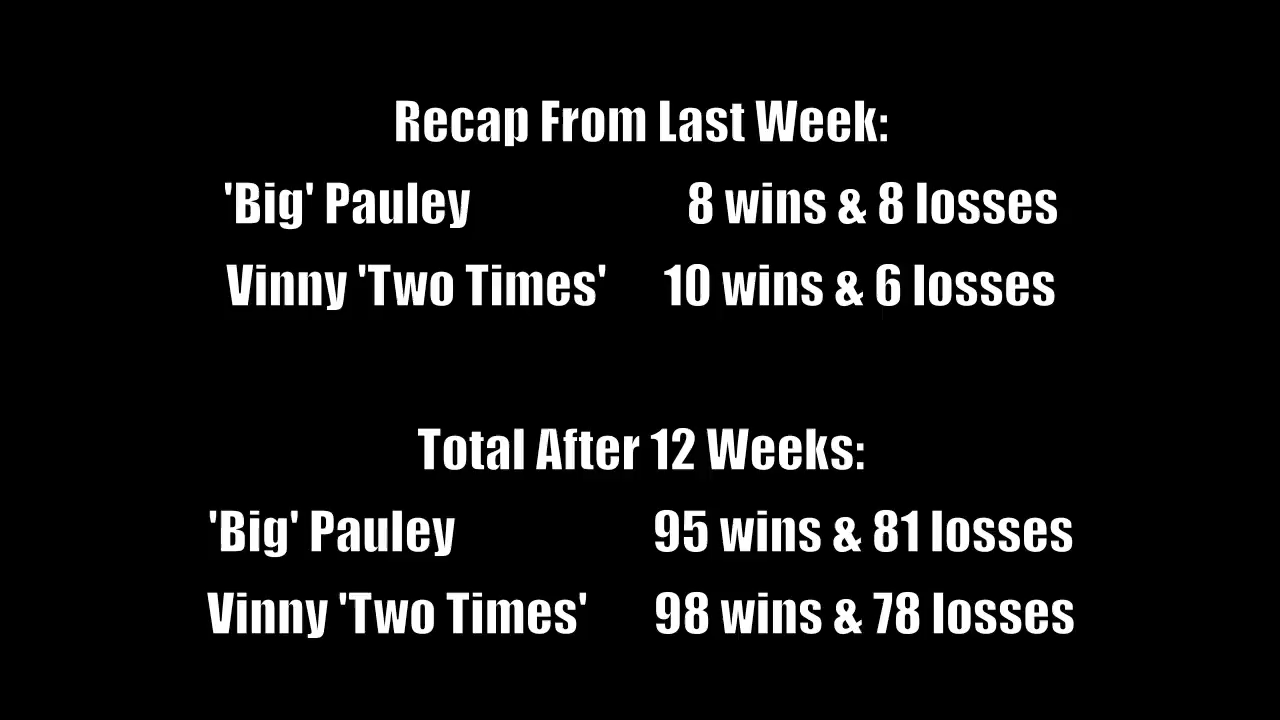 Recap From Last Week:
'Big' Pauley 8 wins & 8 losses
Vinny 'Two Times' 10 wins & 6 losses
Total After 12 Weeks:
'Big' Pauley 95 wins & 81 losses
Vinny 'Two Times' 98 wins & 78 losses